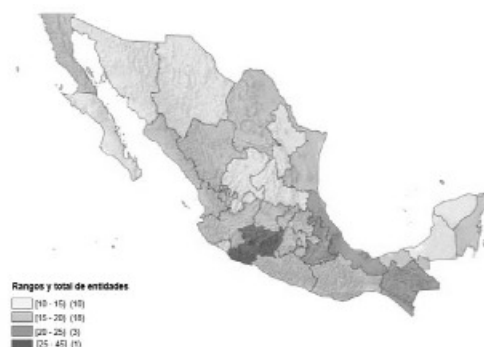 Rangos y total de entidades
[10 - 15) (10)
[15 - 20) (18)
[20 - 25) (3)
[25 - 45] (1)